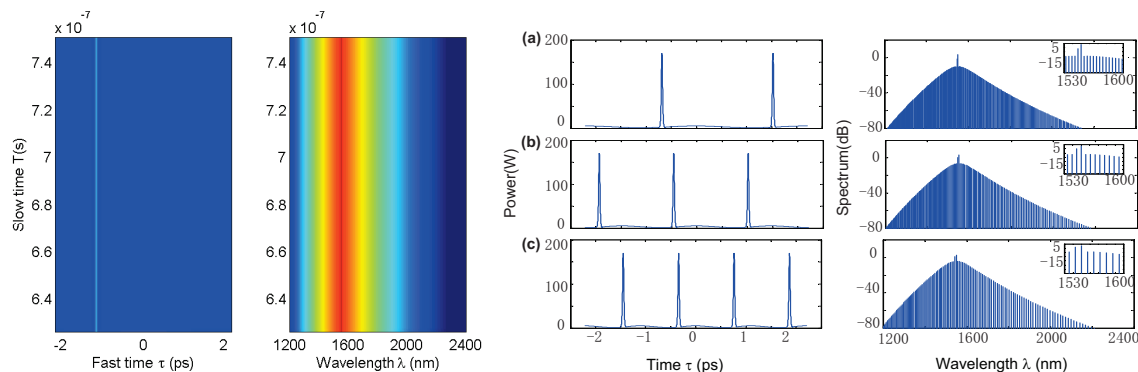 x 10⁻⁷
7.4
7.2
7
6.8
6.6
6.4
Slow time T(s)
-2 0 2
Fast time τ (ps)
x 10⁻⁷
7.4
7.2
7
6.8
6.6
6.4
1200 1500 1800 2100 2400
Wavelength λ (nm)
(a)
200
100
0
(b)
200
100
0
(c)
200
100
0
Power(W)
−2 −1 0 1 2
Time τ (ps)
0
−40
−80
5
−15
1530 1600
0
−40
−80
5
−15
1530 1600
0
−40
−80
5
−15
1530 1600
Spectrum(dB)
1200 1600 2000 2400
Wavelength λ (nm)